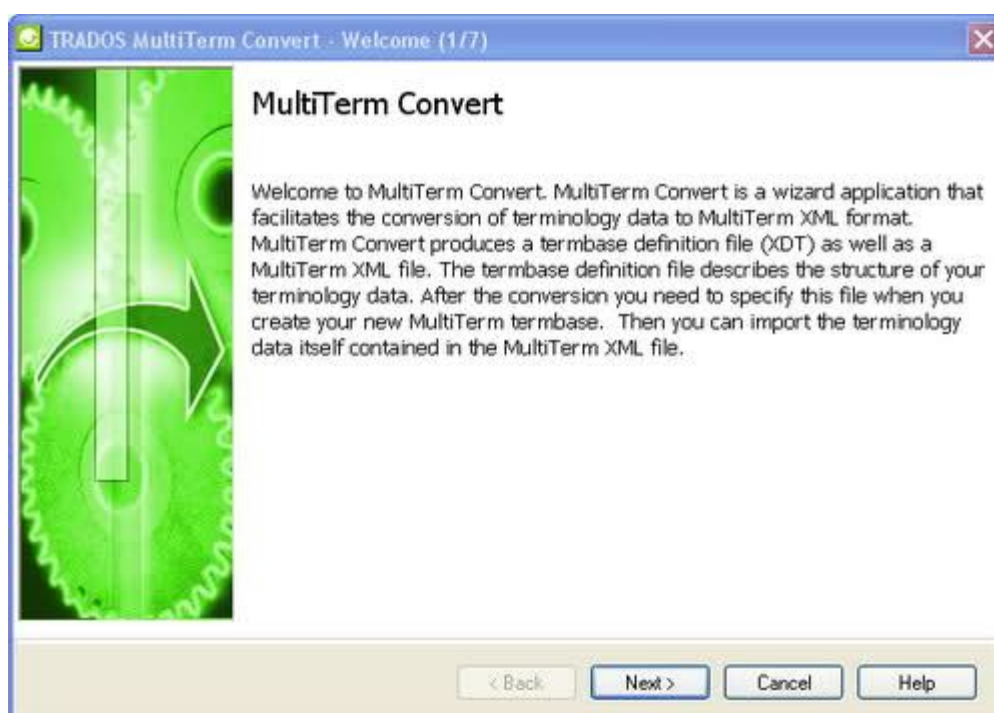 TRADOS MultiTerm Convert - Welcome (1/7)
MultiTerm Convert
Welcome to MultiTerm Convert. MultiTerm Convert is a wizard application that
facilitates the conversion of terminology data to MultiTerm XML format.
MultiTerm Convert produces a termbase definition file (XDT) as well as a
MultiTerm XML file. The termbase definition file describes the structure of your
terminology data. After the conversion you need to specify this file when you
create your new MultiTerm termbase.  Then you can import the terminology
data itself contained in the MultiTerm XML file.
< Back Next > Cancel Help